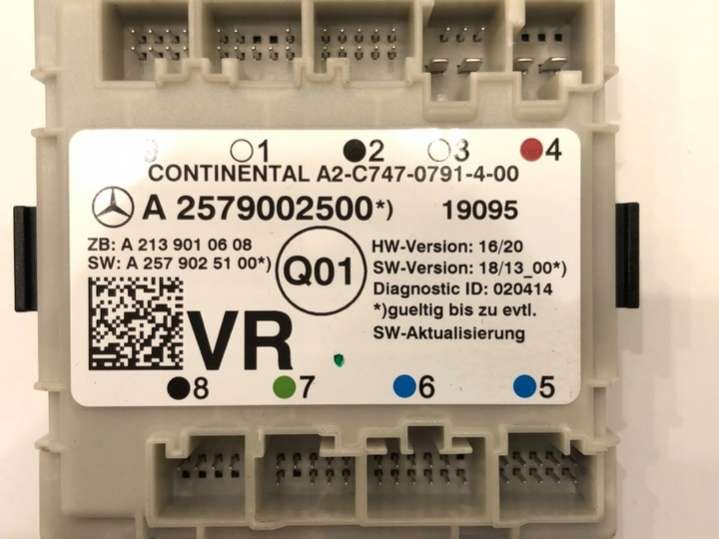 1 2 3 4
CONTINENTAL A2-C747-0791-4-00
A 2579002500*) 19095
ZB: A 213 901 06 08
SW: A 257 902 51 00*)
Q01
HW-Version: 16/20
SW-Version: 18/13_00*)
Diagnostic ID: 020414
*)gueltig bis zu evtl.
SW-Aktualisierung
VR
8 7 6 5